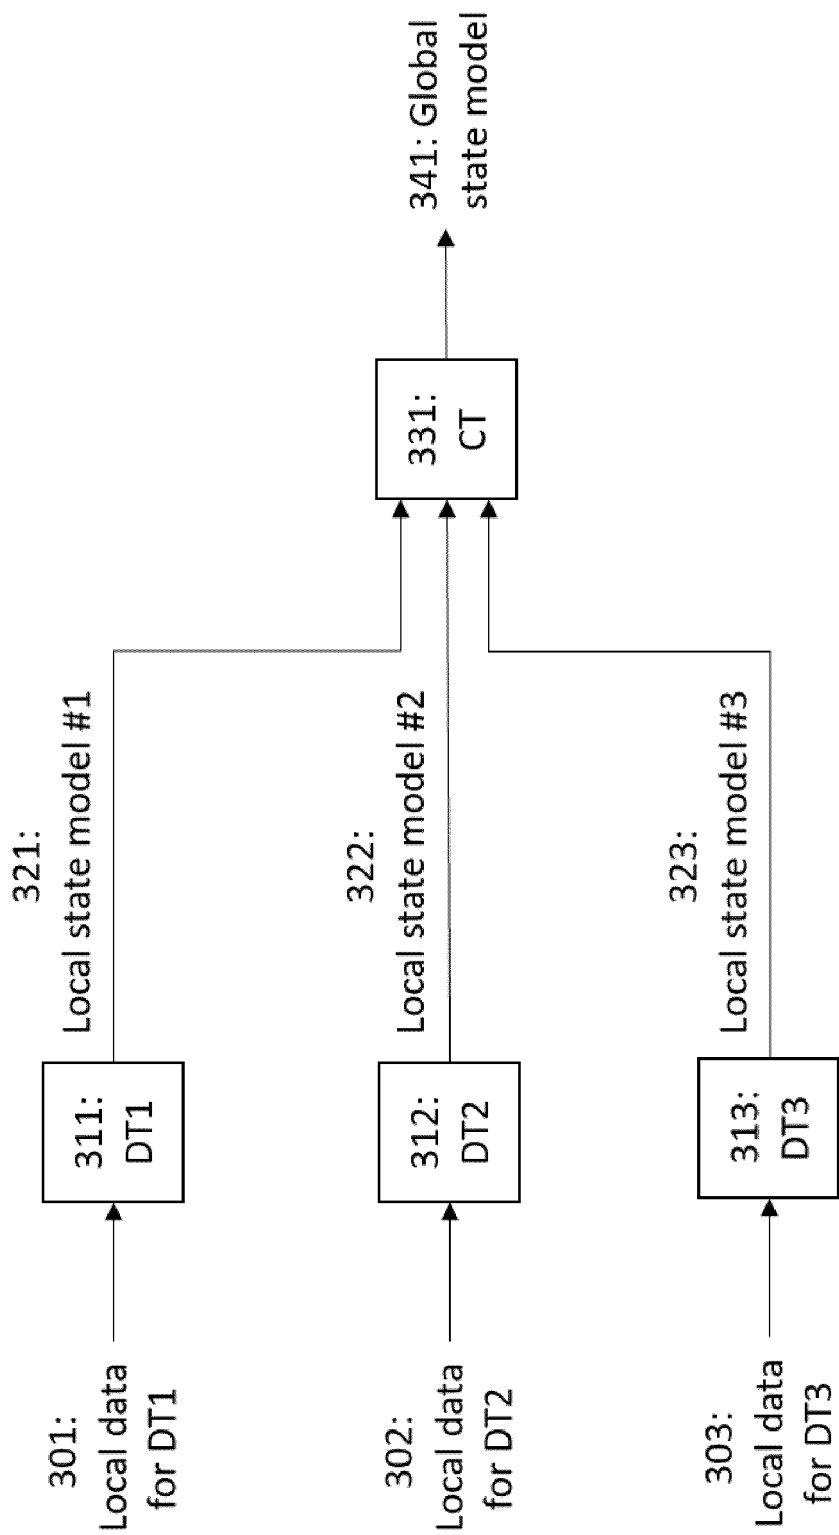 301:
Local data
for DT1
311:
DT1
321:
Local state model #1
302:
Local data
for DT2
312:
DT2
322:
Local state model #2
303:
Local data
for DT3
313:
DT3
323:
Local state model #3
331:
CT
341: Global
state model